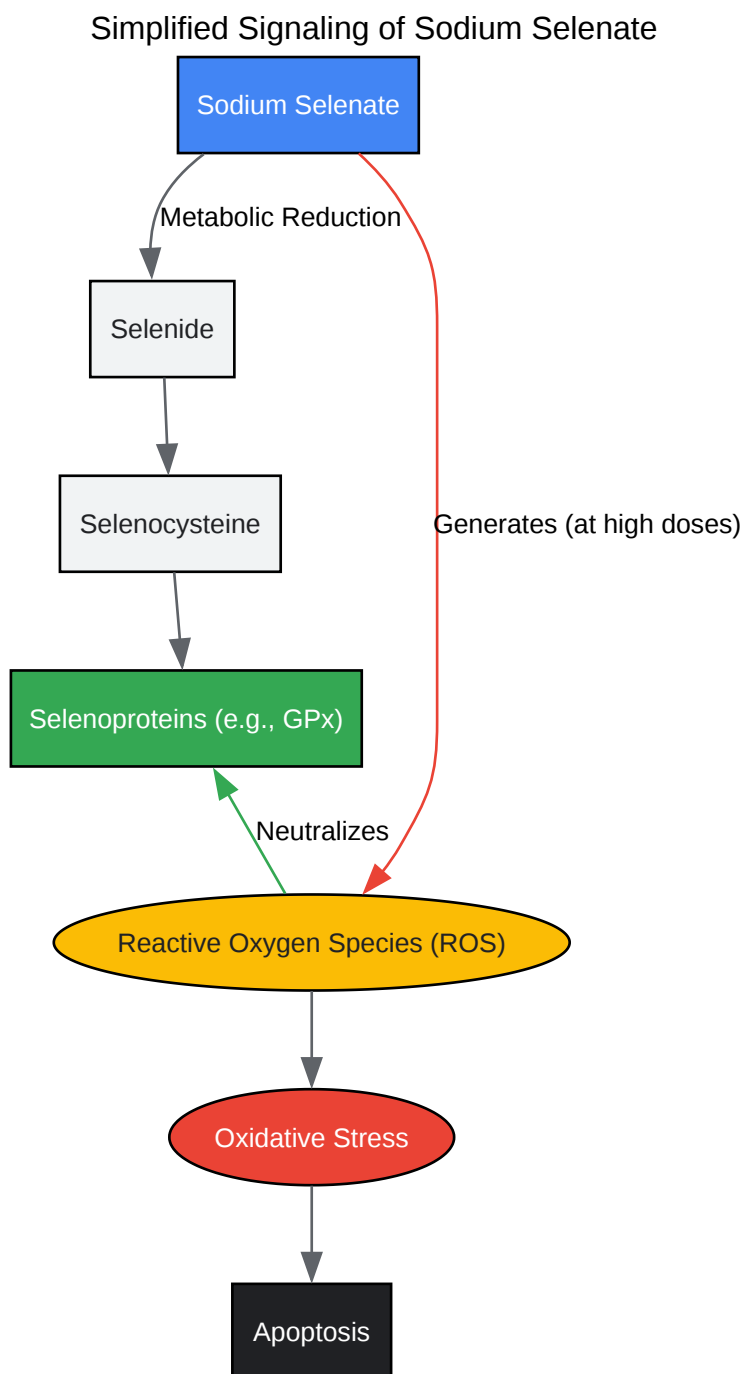 Simplified Signaling of Sodium Selenate
Sodium Selenate
Metabolic Reduction
Selenide
Selenocysteine
Generates (at high doses)
Selenoproteins (e.g., GPx)
Neutralizes
Reactive Oxygen Species (ROS)
Oxidative Stress
Apoptosis